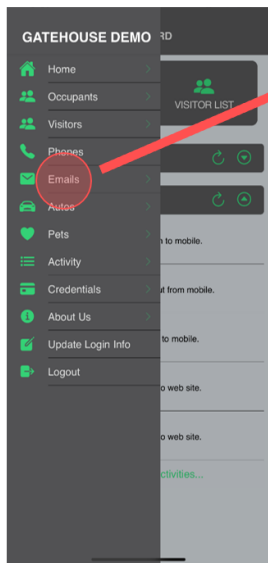 GATEHOUSE DEMO
RD
Home
Occupants
VISITOR LIST
Visitors
Phones
Emails
Autos
Pets
n to mobile.
Activity
Credentials
ut from mobile.
About Us
Update Login Info
to mobile.
Logout
o web site.
o web site.
ctivities...